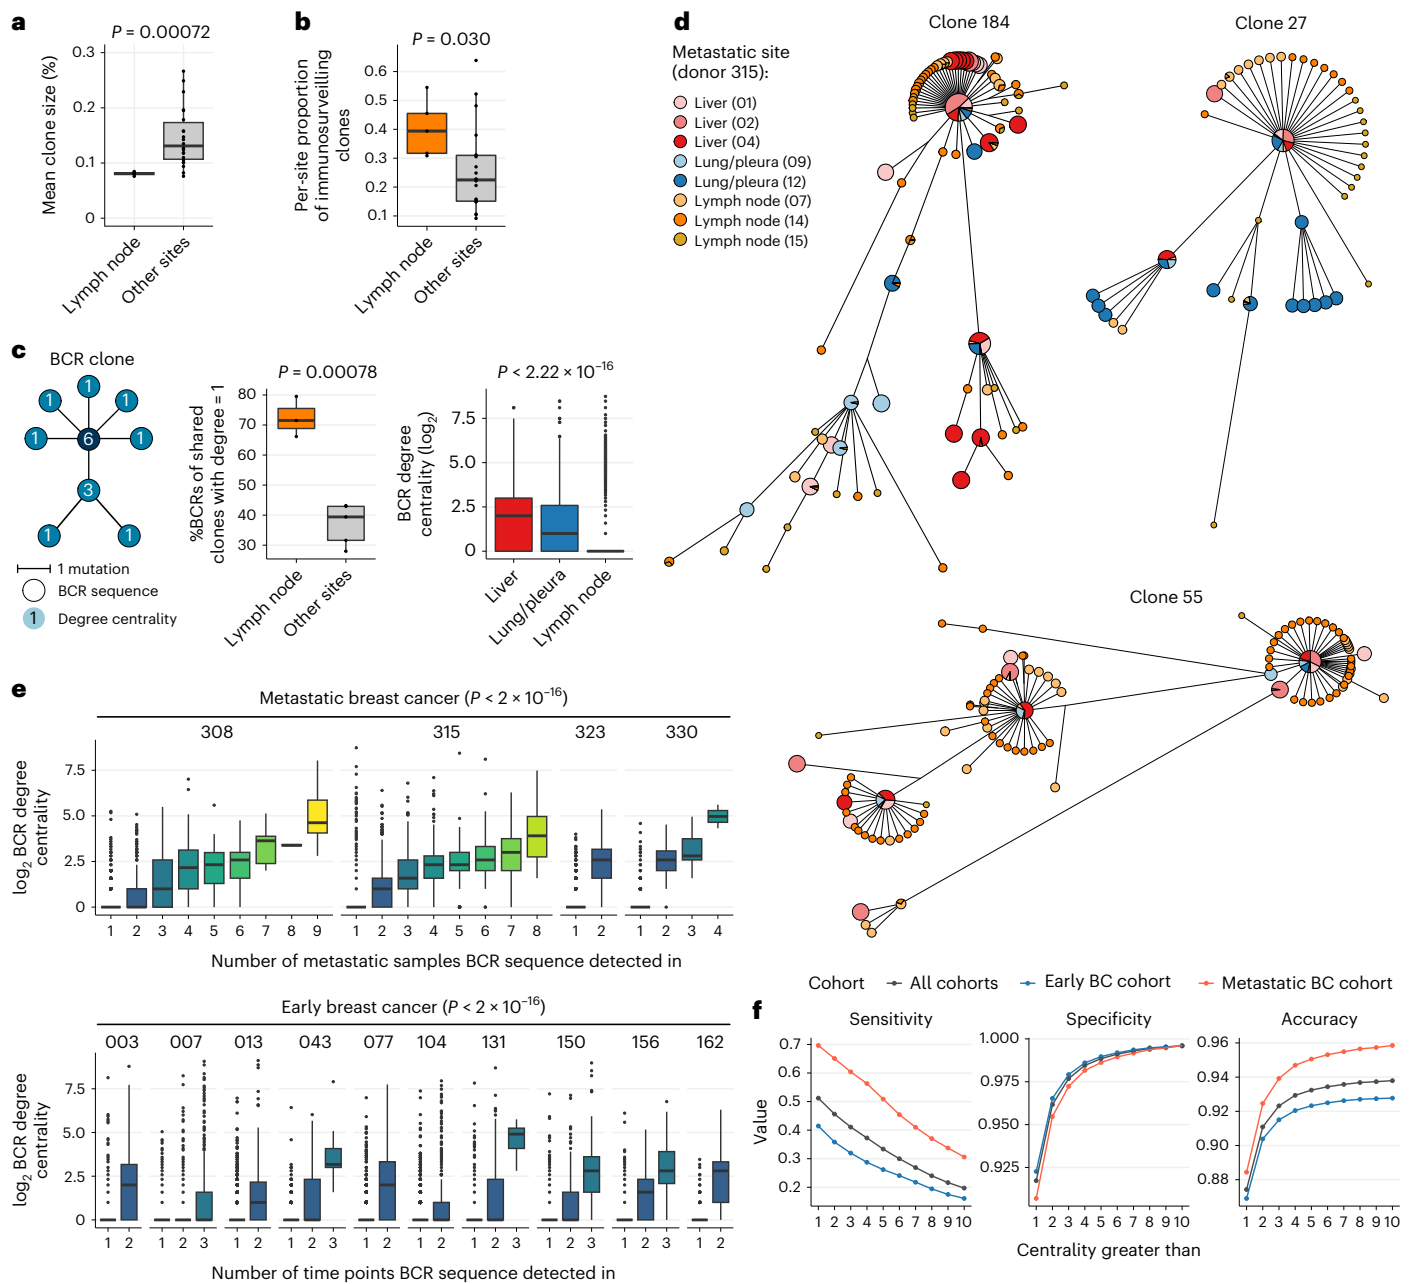 a
P = 0.00072
Mean clone size (%)
0.3
0.2
0.1
0
Lymph node
Other sites
b
P = 0.030
Per-site proportion
of immunosurveilling
clones
0.6
0.5
0.4
0.3
0.2
0.1
Lymph node
Other sites
c
BCR clone
1
1
1
1
6
1
3
1
1
1 mutation
BCR sequence
1 Degree centrality
P = 0.00078
%BCRs of shared
clones with degree = 1
80
70
60
50
40
30
Lymph node
Other sites
P < 2.22 × 10⁻¹⁶
BCR degree
centrality (log₂)
7.5
5.0
2.5
0
Liver
Lung/pleura
Lymph node
d
Metastatic site
(donor 315):
Liver (01)
Liver (02)
Liver (04)
Lung/pleura (09)
Lung/pleura (12)
Lymph node (07)
Lymph node (14)
Lymph node (15)
Clone 184
Clone 27
Clone 55
e
Metastatic breast cancer (P < 2 × 10⁻¹⁶)
308 315 323 330
log₂ BCR degree
centrality
7.5
5.0
2.5
0
1 2 3 4 5 6 7 8 9 1 2 3 4 5 6 7 8 1 2 1 2 3 4
Number of metastatic samples BCR sequence detected in
Early breast cancer (P < 2 × 10⁻¹⁶)
003 007 013 043 077 104 131 150 156 162
log₂ BCR degree
centrality
7.5
5.0
2.5
0
1 2 1 2 3 1 2 1 2 3 1 2 1 2 1 2 3 1 2 3 1 2 3 1 2
Number of time points BCR sequence detected in
f
Cohort All cohorts Early BC cohort Metastatic BC cohort
Sensitivity
Value
0.7
0.6
0.5
0.4
0.3
0.2
1 2 3 4 5 6 7 8 9 10
Specificity
1.000
0.975
0.950
0.925
1 2 3 4 5 6 7 8 9 10
Accuracy
0.96
0.94
0.92
0.90
0.88
1 2 3 4 5 6 7 8 9 10
Centrality greater than